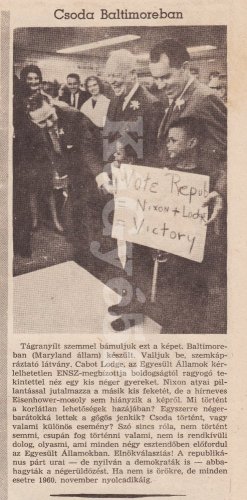 Csoda Baltimoreban
Vote Repub
Nixon + Lodge
= Victory
Képgyár
Tágranyílt szemmel bámuljuk ezt a képet. Baltimore-
ban (Maryland állam) készült. Valljuk be, szemkáp-
ráztató látvány. Cabot Lodge, az Egyesült Államok kér-
lelhetetlen ENSZ-megbízottja boldogságtól ragyogó te-
kintettel néz egy kis néger gyereket. Nixon atyai pil-
lantással jutalmazza a másik kis feketét, de a hírneves
Eisenhower-mosoly sem hiányzik a képről. Mi történt
a korlátlan lehetőségek hazájában? Egyszerre néger-
barátokká lettek a gőgös jenkik? Csoda történt, vagy
valami különös esemény? Szó sincs róla, nem történt
semmi, csupán fog történni valami, nem is rendkívüli
dolog, olyasmi, ami minden négy esztendőben előfordul
az Egyesült Államokban. Elnökválasztás! A republiká-
nus párt urai — de nyilván a demokraták is — abba-
hagyták a négerüldözést. Ha nem is örökre, de minden
esetre 1960. november nyolcadikáig.